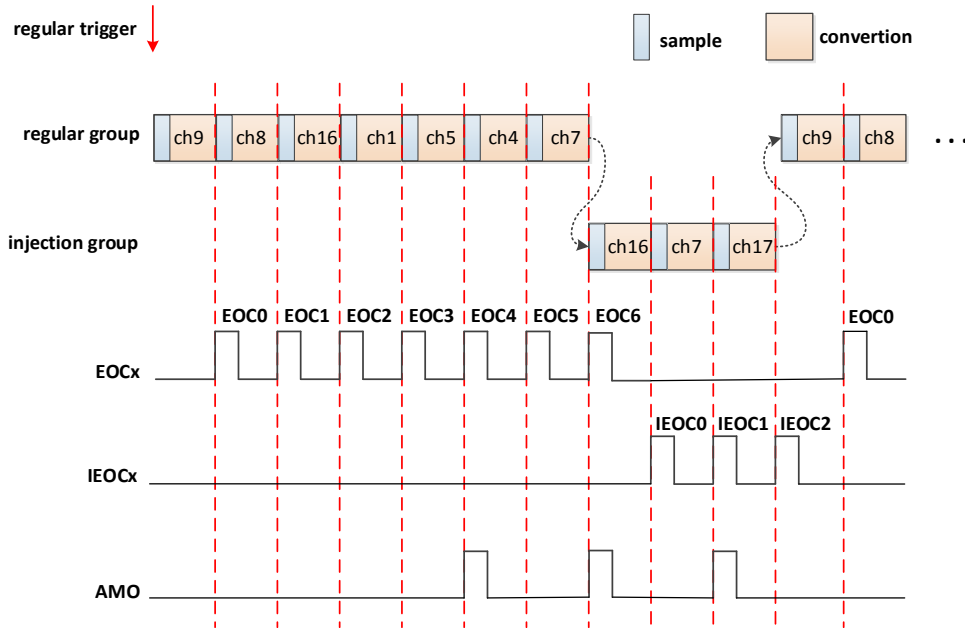 regular trigger
sample
convertion
regular group
ch9 ch8 ch16 ch1 ch5 ch4 ch7
ch9 ch8 ...
injection group
ch16 ch7 ch17
EOC0 EOC1 EOC2 EOC3 EOC4 EOC5 EOC6 EOC0
EOCx
IEOC0 IEOC1 IEOC2
IEOCx
AMO